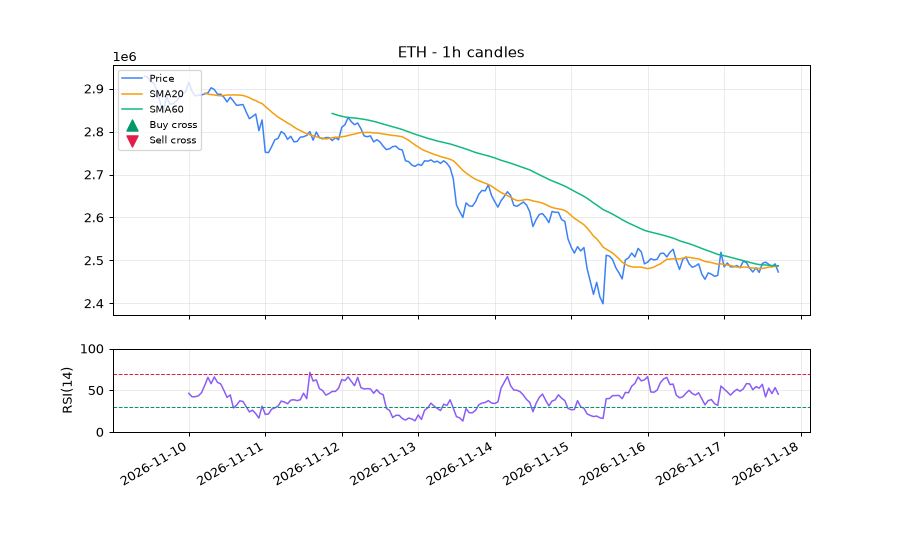 ETH - 1h candles
1e6
Price
SMA20
SMA60
Buy cross
Sell cross
2.9
2.8
2.7
2.6
2.5
2.4
RSI(14)
100
50
0
2026-11-10
2026-11-11
2026-11-12
2026-11-13
2026-11-14
2026-11-15
2026-11-16
2026-11-17
2026-11-18